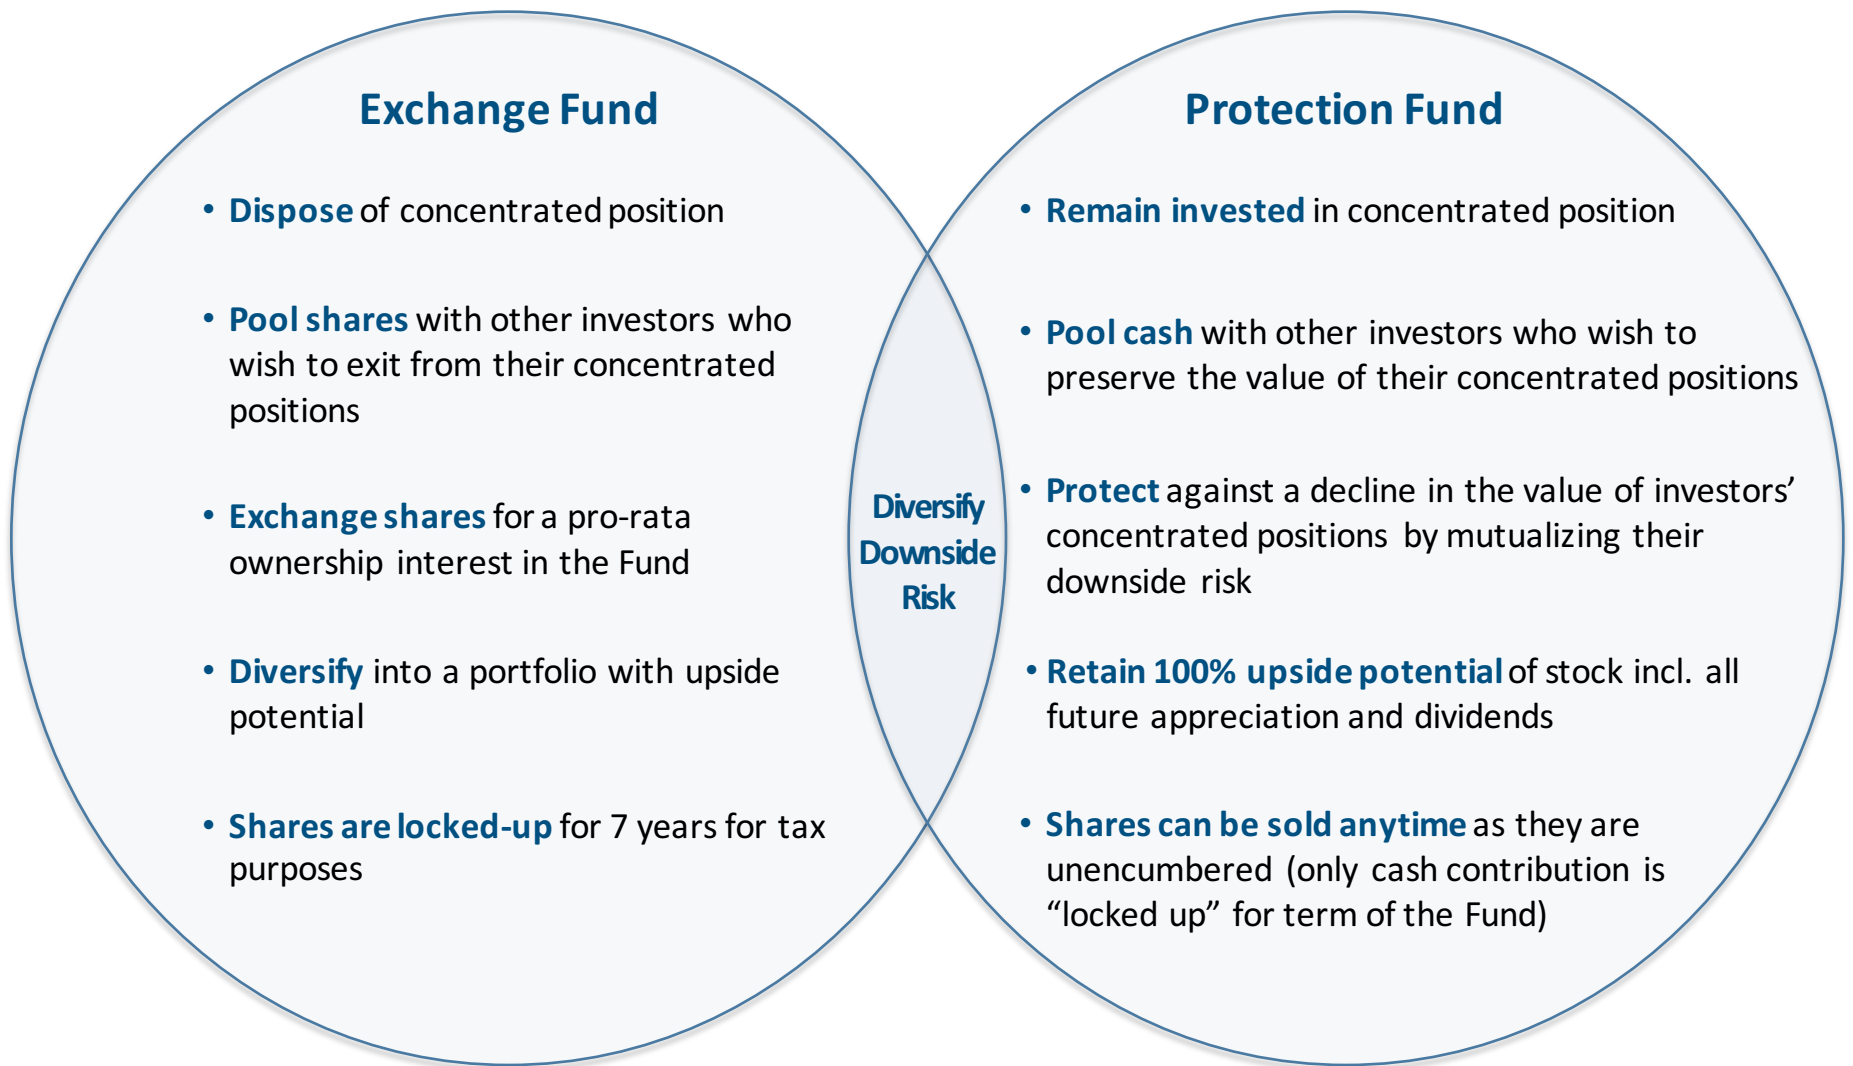 Exchange Fund
• Dispose of concentrated position
• Pool shares with other investors who
wish to exit from their concentrated
positions
• Exchange shares for a pro-rata
ownership interest in the Fund
• Diversify into a portfolio with upside
potential
• Shares are locked-up for 7 years for tax
purposes
Diversify
Downside
Risk
Protection Fund
• Remain invested in concentrated position
• Pool cash with other investors who wish to
preserve the value of their concentrated positions
• Protect against a decline in the value of investors’
concentrated positions by mutualizing their
downside risk
• Retain 100% upside potential of stock incl. all
future appreciation and dividends
• Shares can be sold anytime as they are
unencumbered (only cash contribution is
“locked up” for term of the Fund)